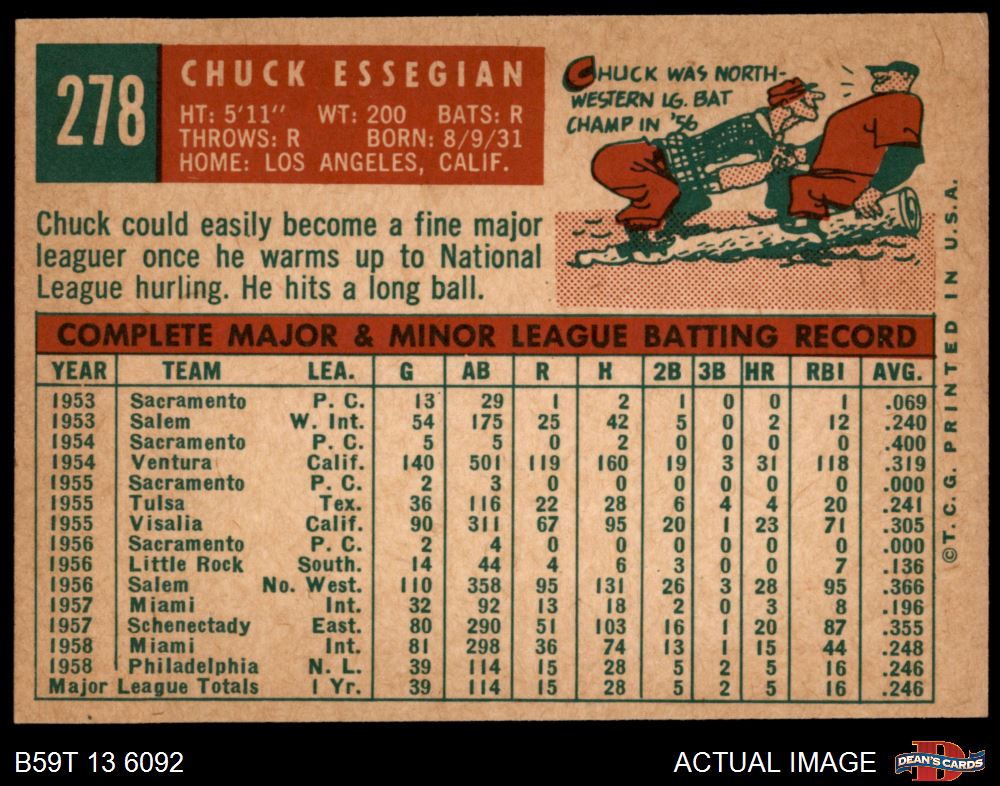 278
CHUCK ESSEGIAN
HT: 5'11" WT: 200 BATS: R
THROWS: R BORN: 8/9/31
HOME: LOS ANGELES, CALIF.
CHUCK WAS NORTH-
WESTERN LG. BAT
CHAMP IN '56
Chuck could easily become a fine major
leaguer once he warms up to National
League hurling. He hits a long ball.
COMPLETE MAJOR & MINOR LEAGUE BATTING RECORD
YEAR TEAM LEA. G AB R H 2B 3B HR RBI AVG.
1953 Sacramento P. C. 13 29 1 2 1 0 0 1 .069
1953 Salem W. Int. 54 175 25 42 5 0 2 12 .240
1954 Sacramento P. C. 5 5 0 2 0 0 0 0 .400
1954 Ventura Calif. 140 501 119 160 19 3 31 118 .319
1955 Sacramento P. C. 2 3 0 0 0 0 0 0 .000
1955 Tulsa Tex. 36 116 22 28 6 4 4 20 .241
1955 Visalia Calif. 90 311 67 95 20 1 23 71 .305
1956 Sacramento P. C. 2 4 0 0 0 0 0 0 .000
1956 Little Rock South. 14 44 4 6 3 0 0 7 .136
1956 Salem No. West. 110 358 95 131 26 3 28 95 .366
1957 Miami Int. 32 92 13 18 2 0 3 8 .196
1957 Schenectady East. 80 290 51 103 16 1 20 87 .355
1958 Miami Int. 81 298 36 74 13 1 15 44 .248
1958 Philadelphia N. L. 39 114 15 28 5 2 5 16 .246
Major League Totals 1 Yr. 39 114 15 28 5 2 5 16 .246
©T. C. G. PRINTED IN U.S.A.
B59T 13 6092
ACTUAL IMAGE
D
DEAN'S CARDS